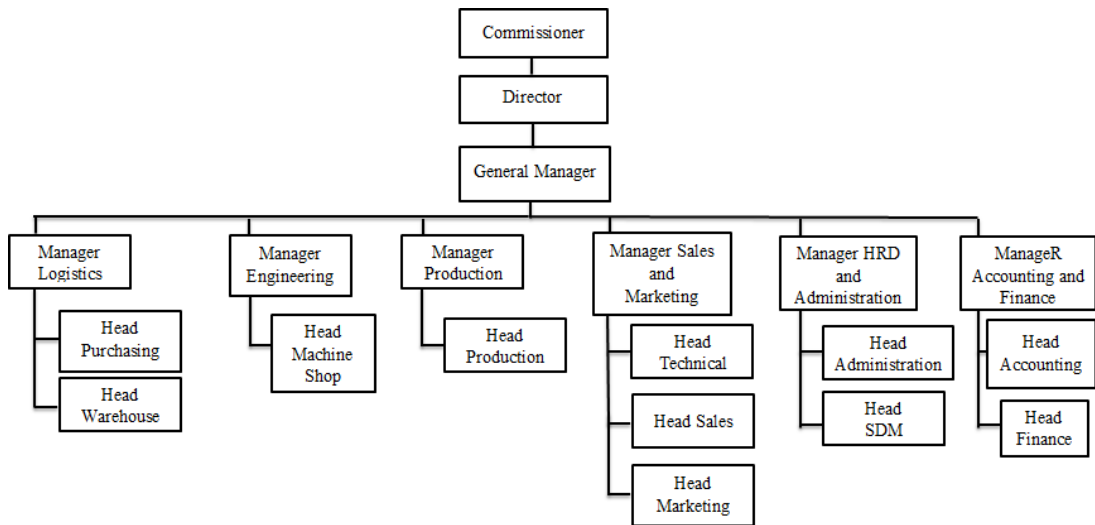 Commissioner
Director
General Manager
Manager
Logistics
Manager
Engineering
Manager
Production
Manager Sales
and
Marketing
Manager HRD
and
Administration
ManageR
Accounting and
Finance
Head
Purchasing
Head
Warehouse
Head
Machine
Shop
Head
Production
Head
Technical
Head Sales
Head
Marketing
Head
Administration
Head
SDM
Head
Accounting
Head
Finance